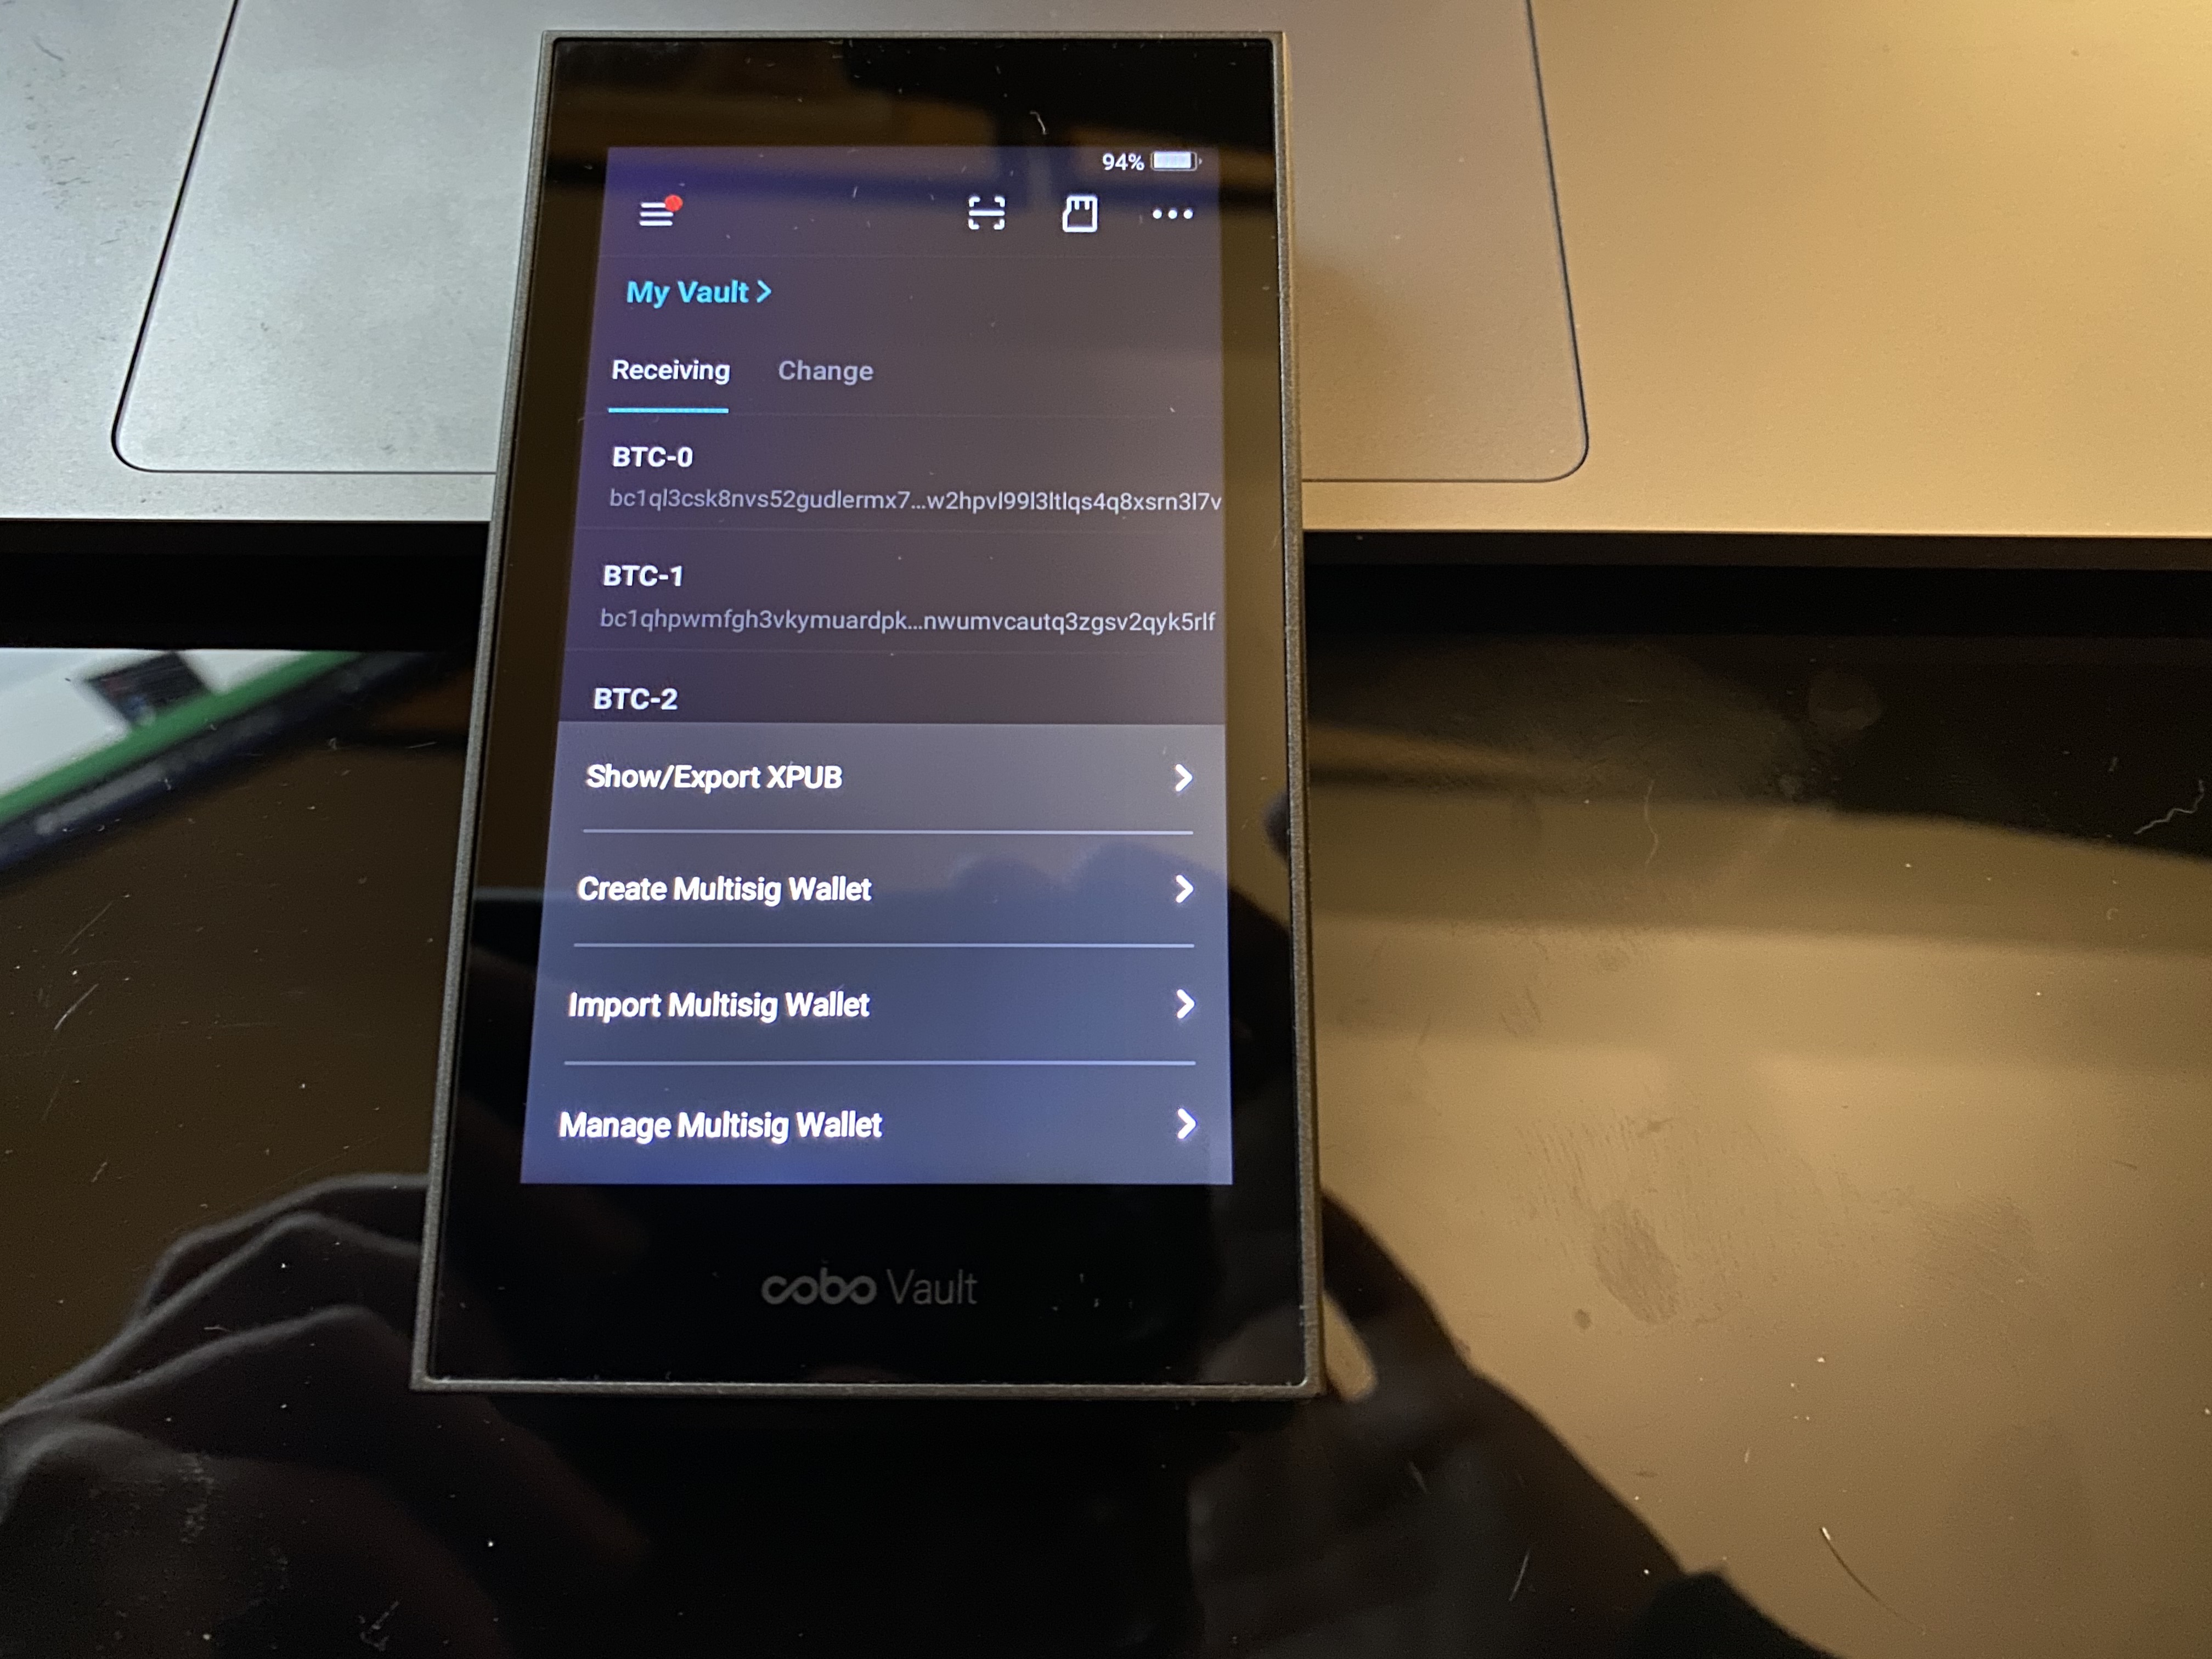 94%
My Vault >
Receiving Change
BTC-0
bc1ql3csk8nvs52gudlermx7...w2hpvl99l3ltlqs4q8xsrn3l7v
BTC-1
bc1qhpwmfgh3vkymuardpk...nwumvcautq3zgsv2qyk5rlf
BTC-2
Show/Export XPUB >
Create Multisig Wallet >
Import Multisig Wallet >
Manage Multisig Wallet >
cobo Vault